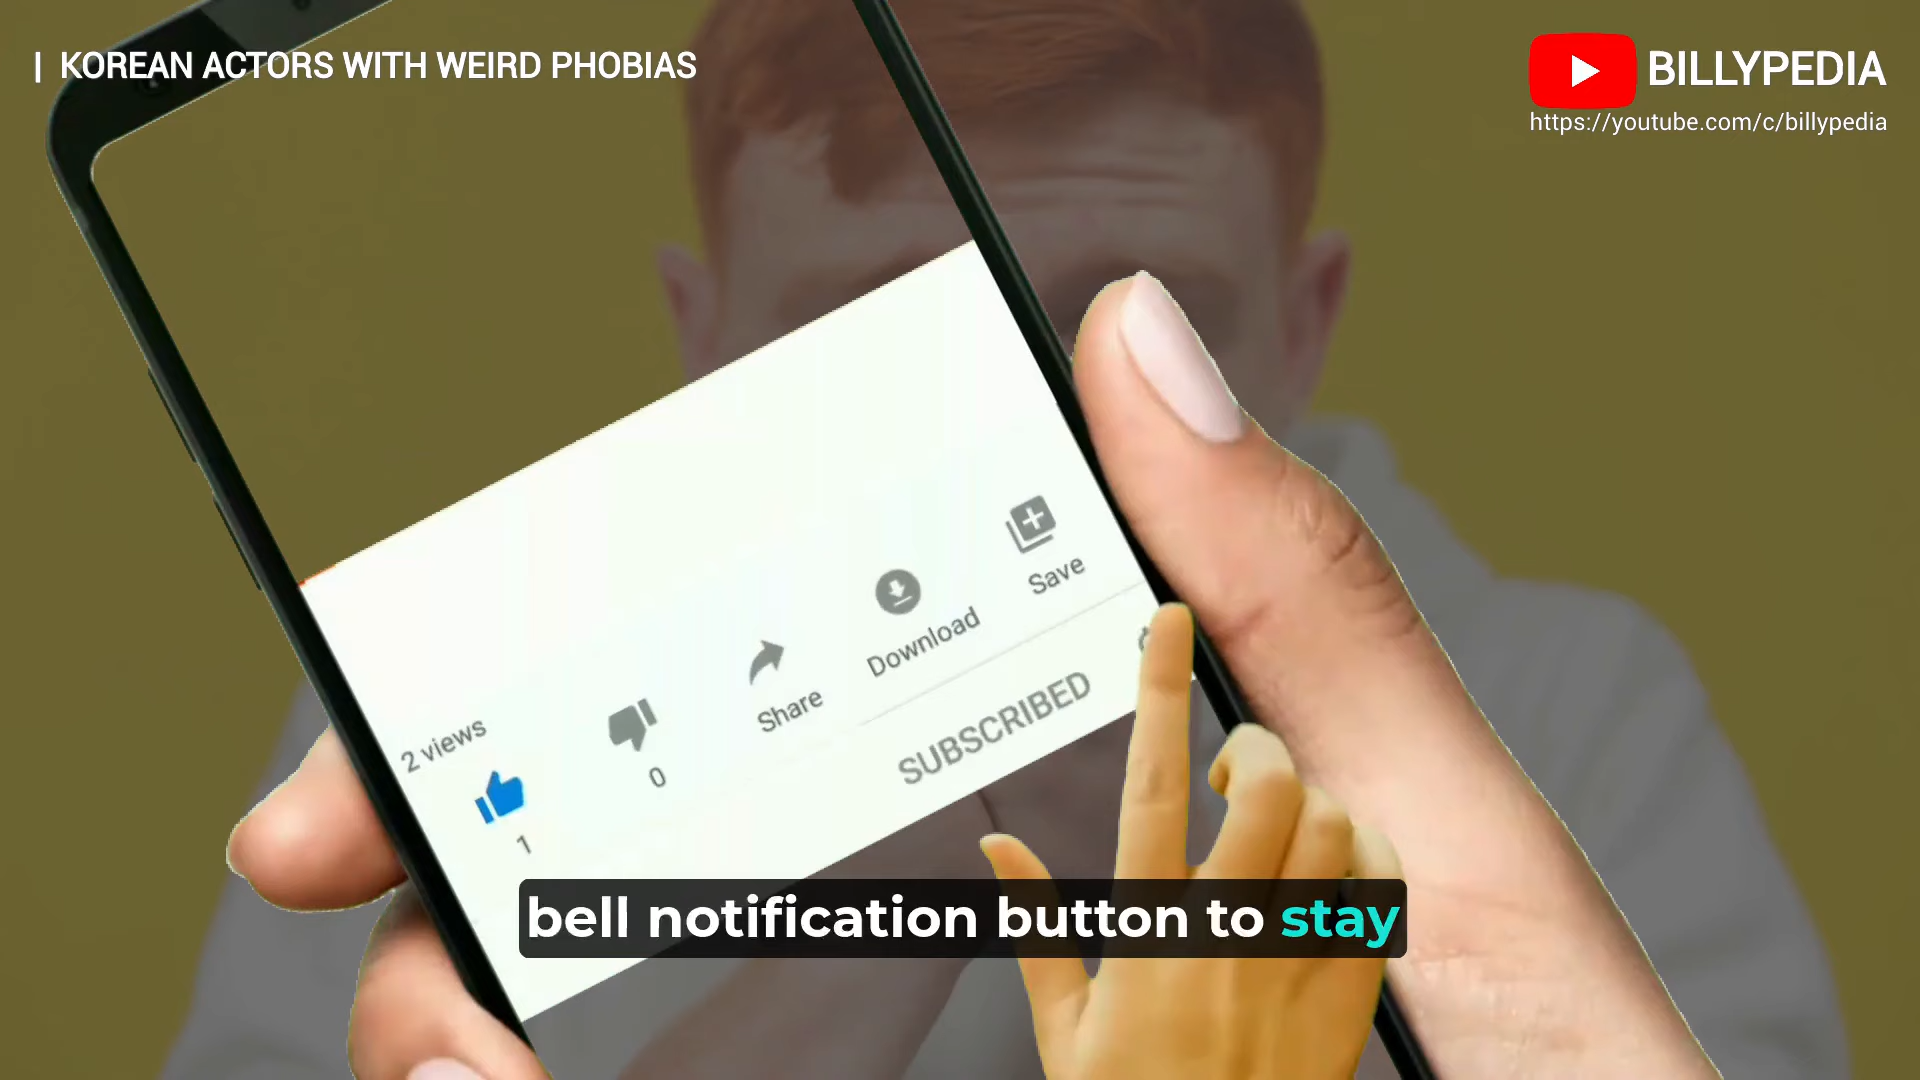 | KOREAN ACTORS WITH WEIRD PHOBIAS
BILLYPEDIA
https://youtube.com/c/billypedia
2 views
1
0
Share
Download
Save
SUBSCRIBED
bell notification button to stay